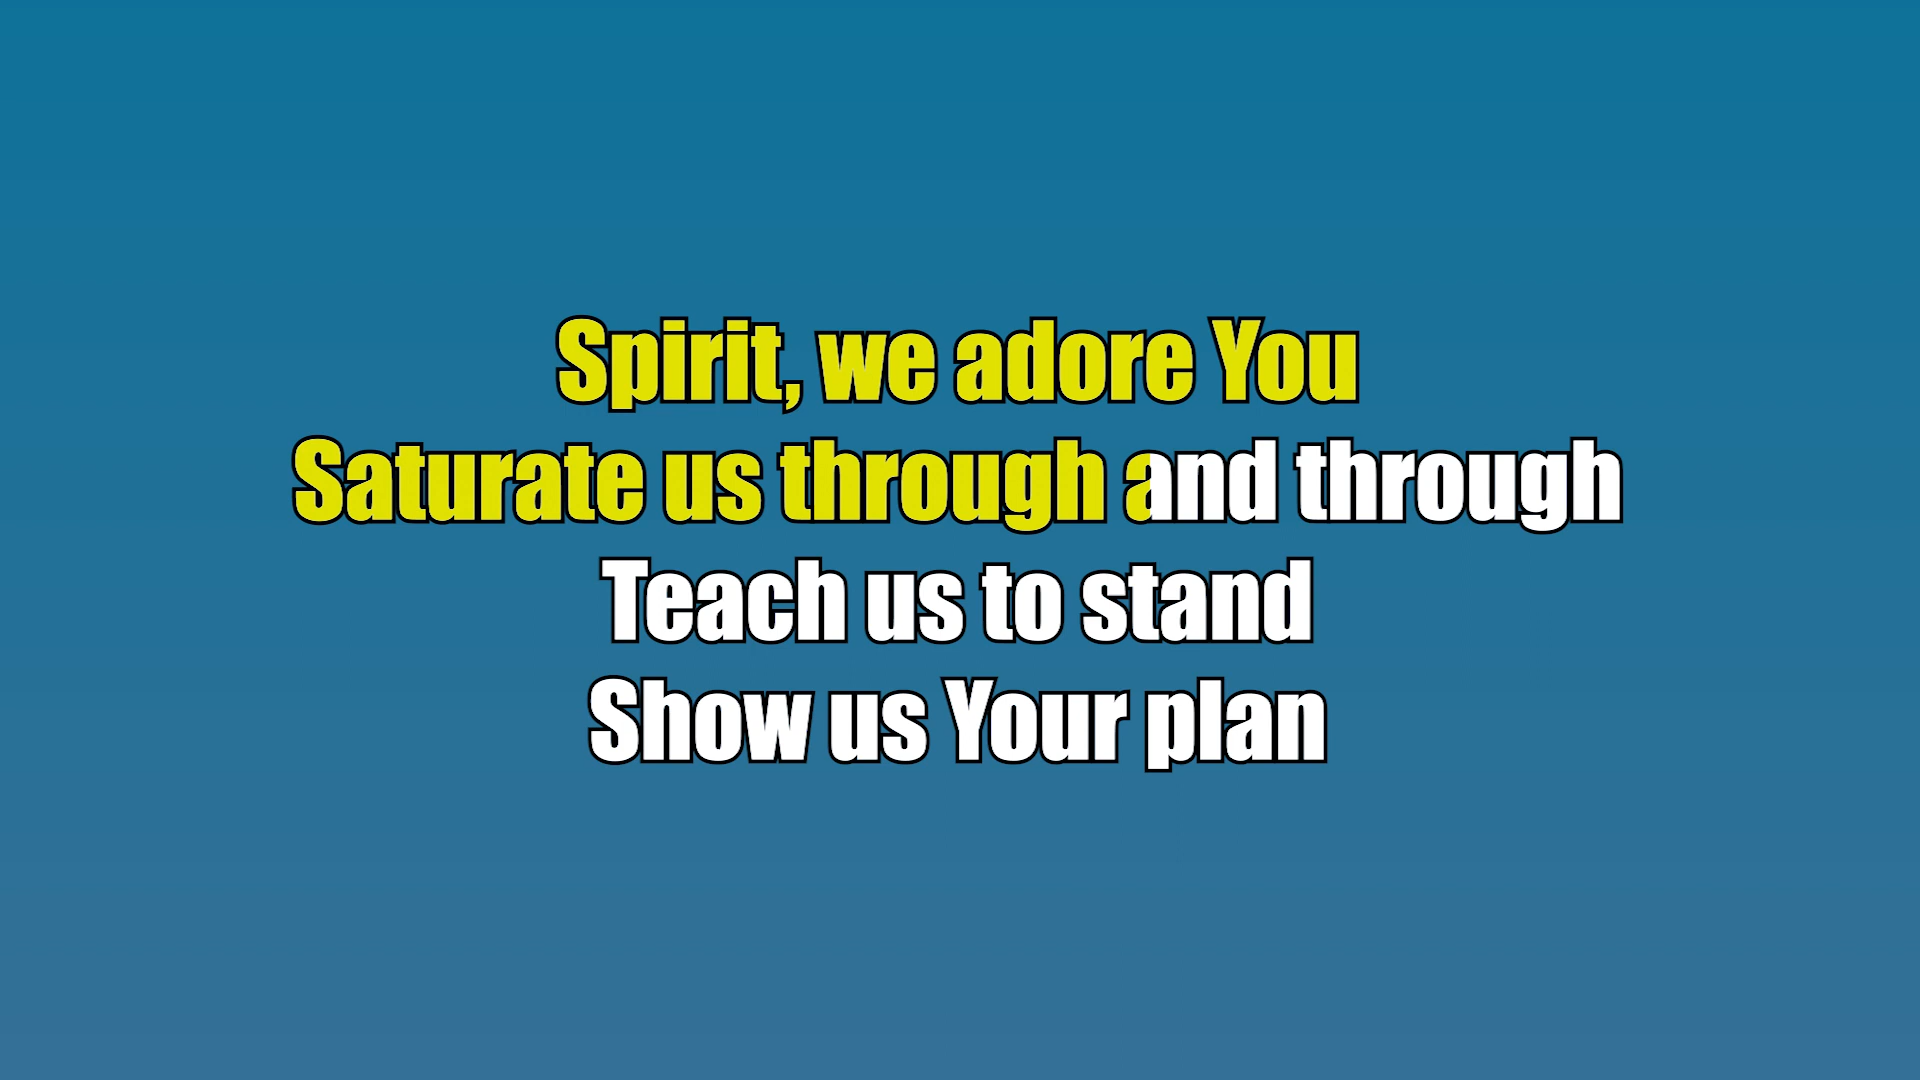 Spirit, we adore You
Saturate us through and through
Teach us to stand
Show us Your plan